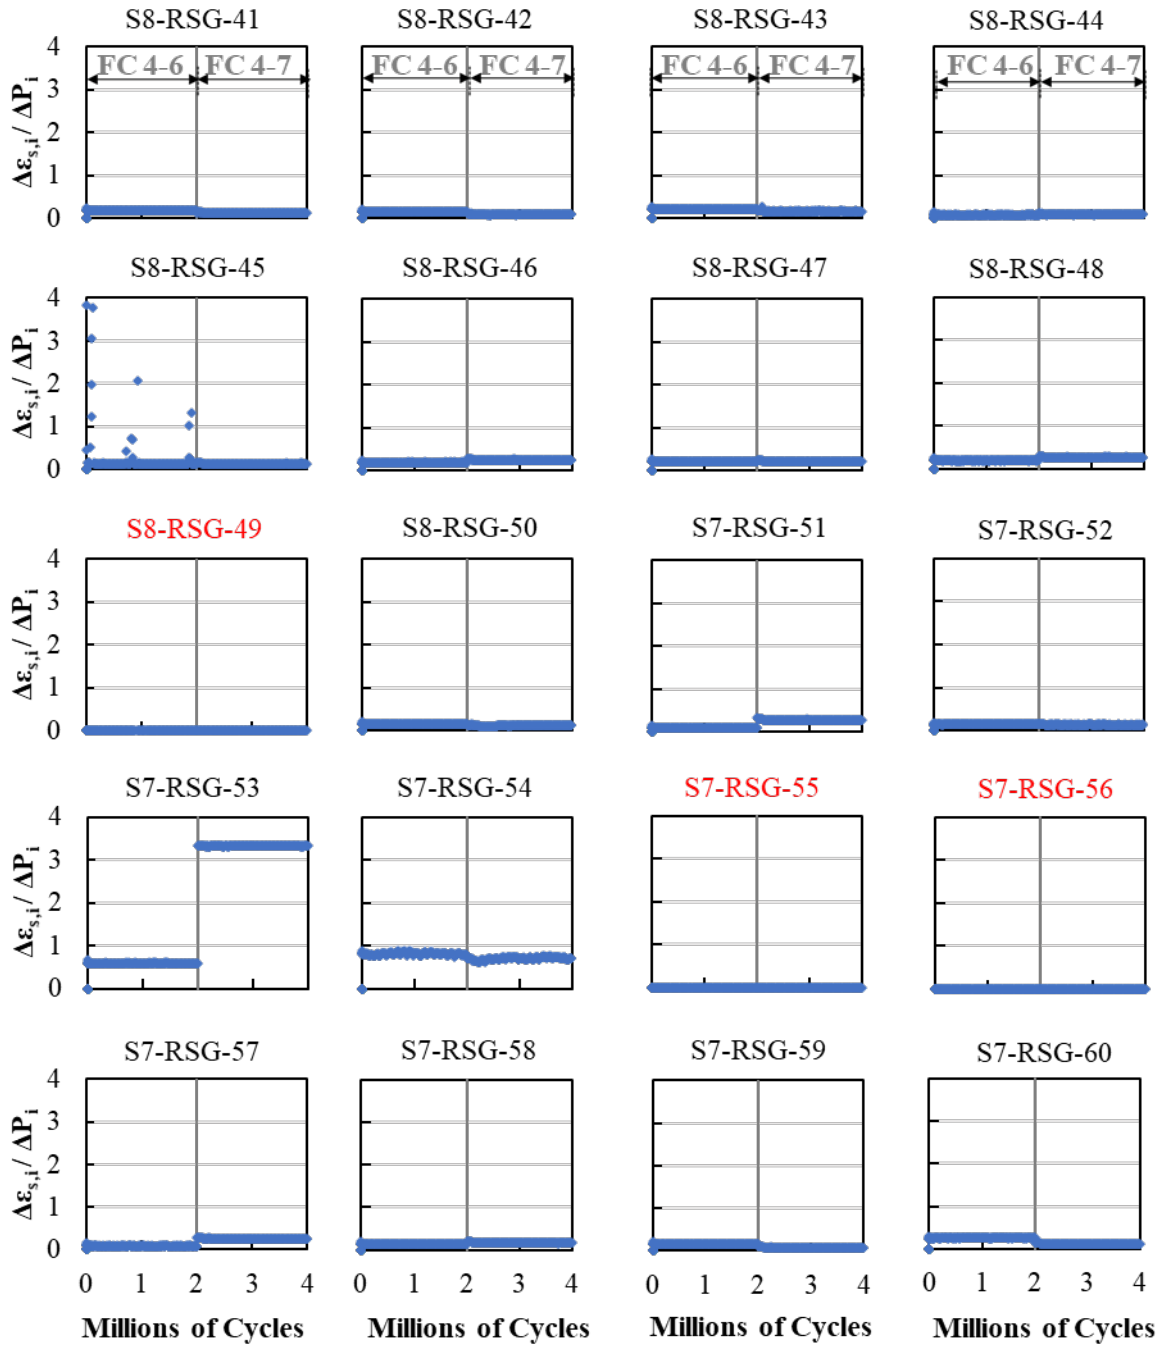 S8-RSG-41 S8-RSG-42 S8-RSG-43 S8-RSG-44
4
FC 4-6 FC 4-7 FC 4-6 FC 4-7 FC 4-6 FC 4-7 FC 4-6 FC 4-7
3
2
1
0
Δεs,i / ΔPi
S8-RSG-45 S8-RSG-46 S8-RSG-47 S8-RSG-48
4
3
2
1
0
Δεs,i / ΔPi
S8-RSG-49 S8-RSG-50 S7-RSG-51 S7-RSG-52
4
3
2
1
0
Δεs,i / ΔPi
S7-RSG-53 S7-RSG-54 S7-RSG-55 S7-RSG-56
4
3
2
1
0
Δεs,i / ΔPi
S7-RSG-57 S7-RSG-58 S7-RSG-59 S7-RSG-60
4
3
2
1
0
Δεs,i / ΔPi
0 1 2 3 4 0 1 2 3 4 0 1 2 3 4 0 1 2 3 4
Millions of Cycles Millions of Cycles Millions of Cycles Millions of Cycles